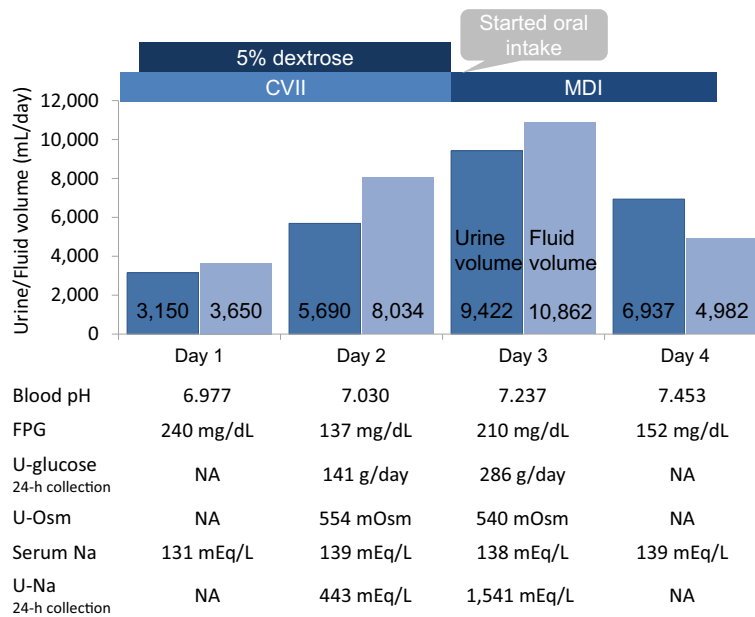 Started oral
intake
5% dextrose
CVII MDI
Urine/Fluid volume (mL/day)
12,000
10,000
8,000
6,000
4,000
2,000
0
Urine volume
Fluid volume
3,150 3,650 5,690 8,034 9,422 10,862 6,937 4,982
Day 1 Day 2 Day 3 Day 4
Blood pH 6.977 7.030 7.237 7.453
FPG 240 mg/dL 137 mg/dL 210 mg/dL 152 mg/dL
U-glucose
24-h collection NA 141 g/day 286 g/day NA
U-Osm NA 554 mOsm 540 mOsm NA
Serum Na 131 mEq/L 139 mEq/L 138 mEq/L 139 mEq/L
U-Na
24-h collection NA 443 mEq/L 1,541 mEq/L NA